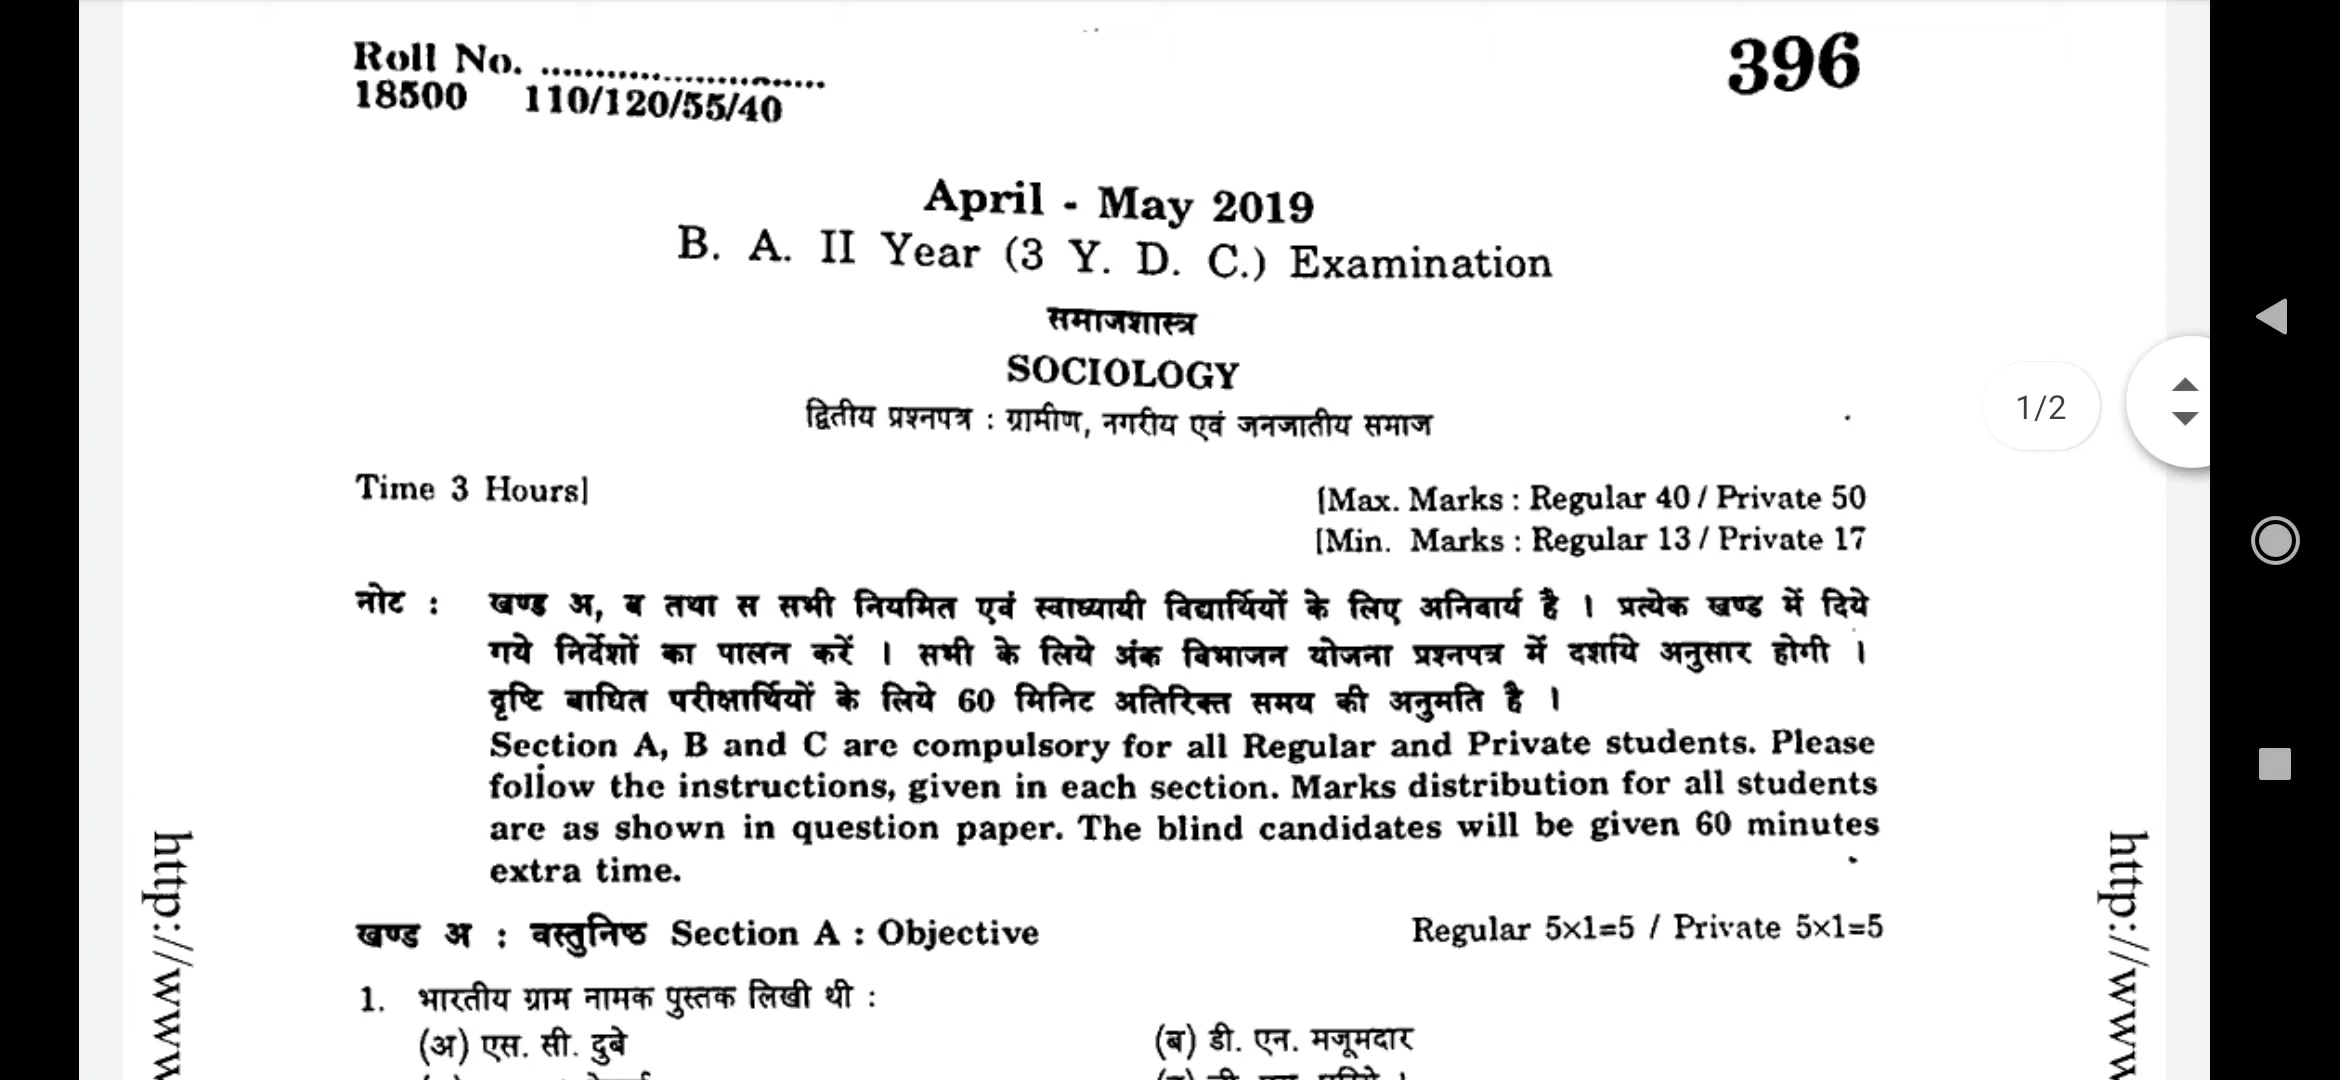 Roll No. ................................
396
18500 110/120/55/40
April - May 2019
B. A. II Year (3 Y. D. C.) Examination
समाजशास्त्र
SOCIOLOGY
द्वितीय प्रश्नपत्र : ग्रामीण, नगरीय एवं जनजातीय समाज
1/2
Time 3 Hours]
[Max. Marks : Regular 40 / Private 50
[Min. Marks : Regular 13 / Private 17
नोट : खण्ड अ, ब तथा स सभी नियमित एवं स्वाध्यायी विद्यार्थियों के लिए अनिवार्य है । प्रत्येक खण्ड में दिये
गये निर्देशों का पालन करें । सभी के लिये अंक विभाजन योजना प्रश्नपत्र में दर्शाये अनुसार होगी ।
दृष्टि बाधित परीक्षार्थियों के लिये 60 मिनिट अतिरिक्त समय की अनुमति है ।
Section A, B and C are compulsory for all Regular and Private students. Please
follow the instructions, given in each section. Marks distribution for all students
are as shown in question paper. The blind candidates will be given 60 minutes
extra time.
खण्ड अ : वस्तुनिष्ठ Section A : Objective
Regular 5×1=5 / Private 5×1=5
1. भारतीय ग्राम नामक पुस्तक लिखी थी :
(अ) एस. सी. दुबे
(ब) डी. एन. मजूमदार
http://www
http://www